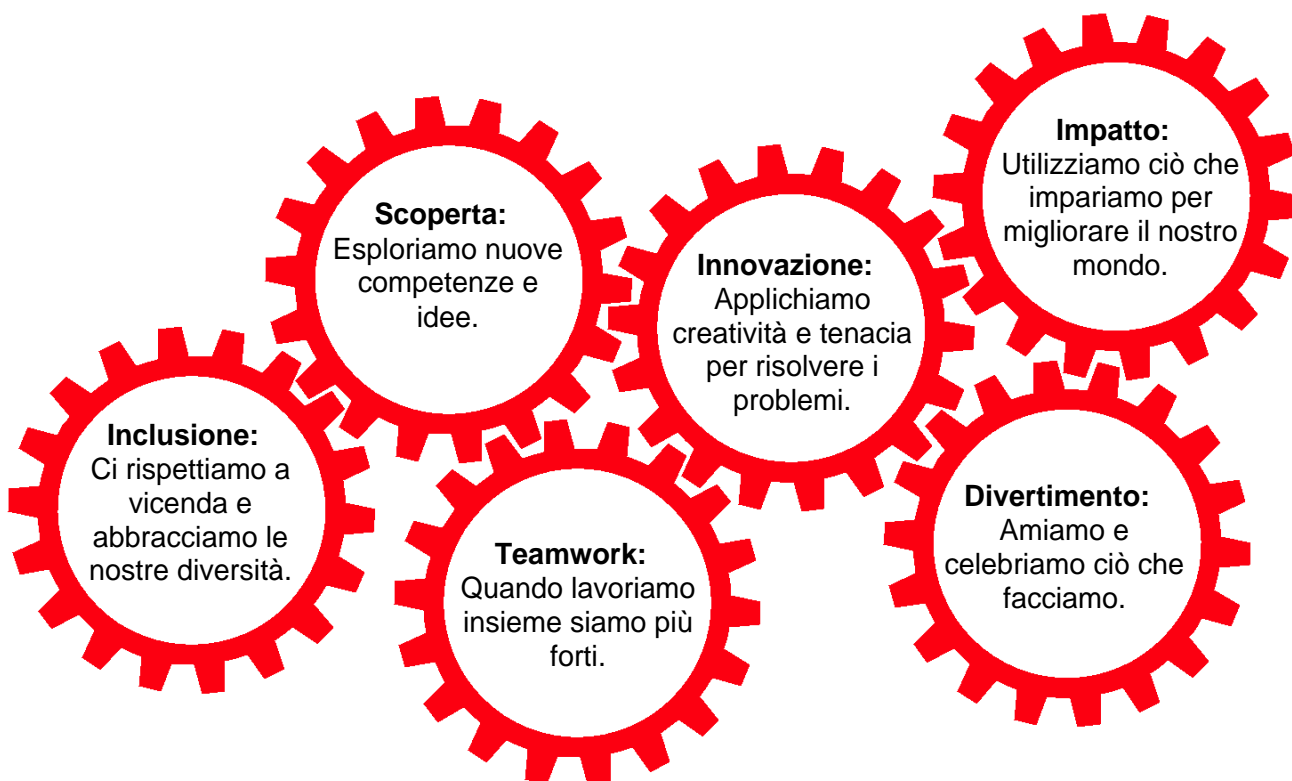 Impatto:
Utilizziamo ciò che
impariamo per
migliorare il nostro
mondo.
Scoperta:
Esploriamo nuove
competenze e
idee.
Innovazione:
Applichiamo
creatività e tenacia
per risolvere i
problemi.
Inclusione:
Ci rispettiamo a
vicenda e
abbracciamo le
nostre diversità.
Teamwork:
Quando lavoriamo
insieme siamo più
forti.
Divertimento:
Amiamo e
celebriamo ciò che
facciamo.